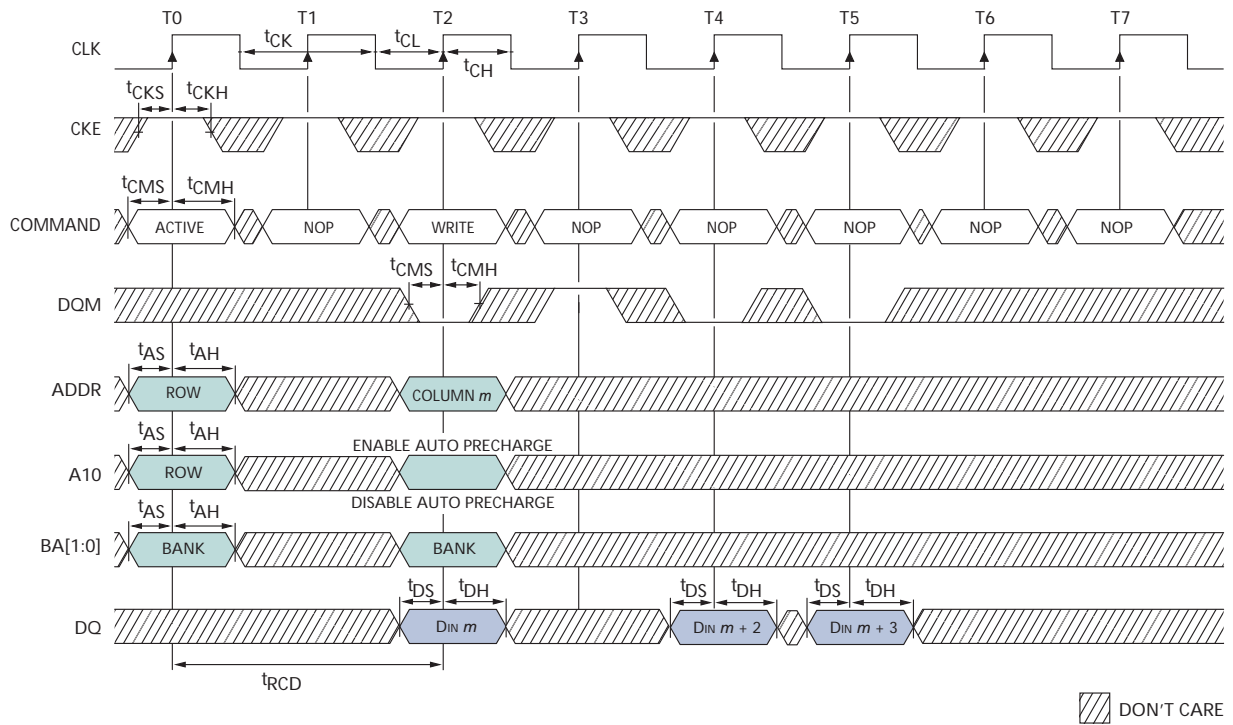 T0 T1 T2 T3 T4 T5 T6 T7
CLK
tCK tCL
tCH
tCKS tCKH
CKE
tCMS tCMH
COMMAND ACTIVE NOP WRITE NOP NOP NOP NOP NOP
tCMS tCMH
DQM
tAS tAH
ADDR ROW COLUMN m
tAS tAH ENABLE AUTO PRECHARGE
A10 ROW
DISABLE AUTO PRECHARGE
tAS tAH
BA[1:0] BANK BANK
tDS tDH tDS tDH tDS tDH
DQ DIN m DIN m + 2 DIN m + 3
tRCD
DON'T CARE